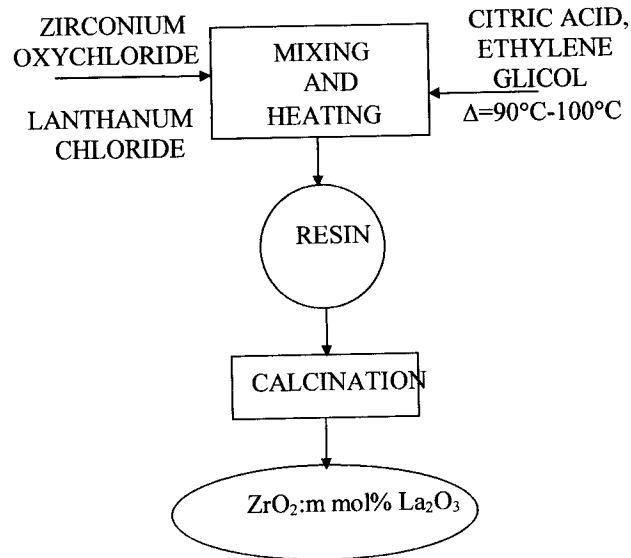 ZIRCONIUM
OXYCHLORIDE
LANTHANUM
CHLORIDE
MIXING
AND
HEATING
CITRIC ACID,
ETHYLENE
GLICOL
Δ=90°C-100°C
RESIN
CALCINATION
ZrO₂:m mol% La₂O₃